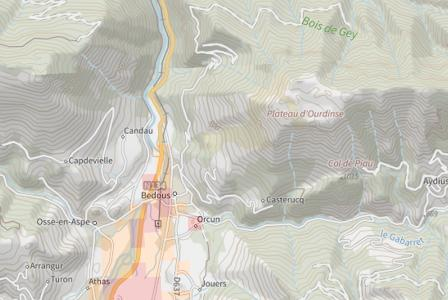 Bois de Gey
Plateau d'Ourdinse
Candau
Capdevielle
Col de Piau
Aydius
N134
Bedous
Casterucq
Osse-en-Aspe
Orcun
le Gabarret
Arrangur
Turon
Athas
D637
Jouers